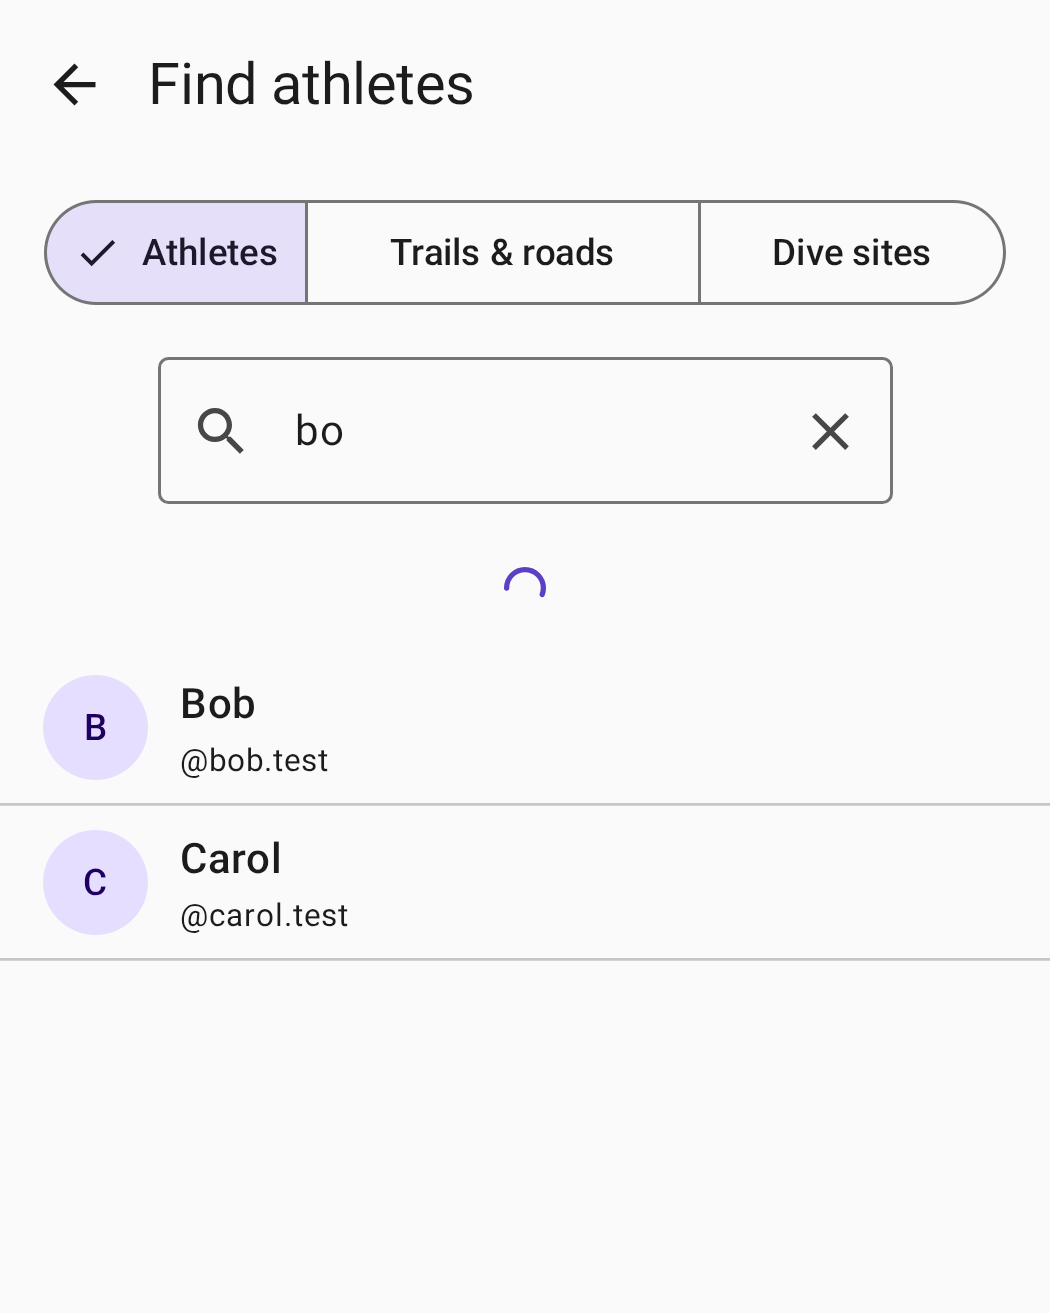 Find athletes
Athletes
Trails & roads
Dive sites
bo
B
Bob
@bob.test
C
Carol
@carol.test